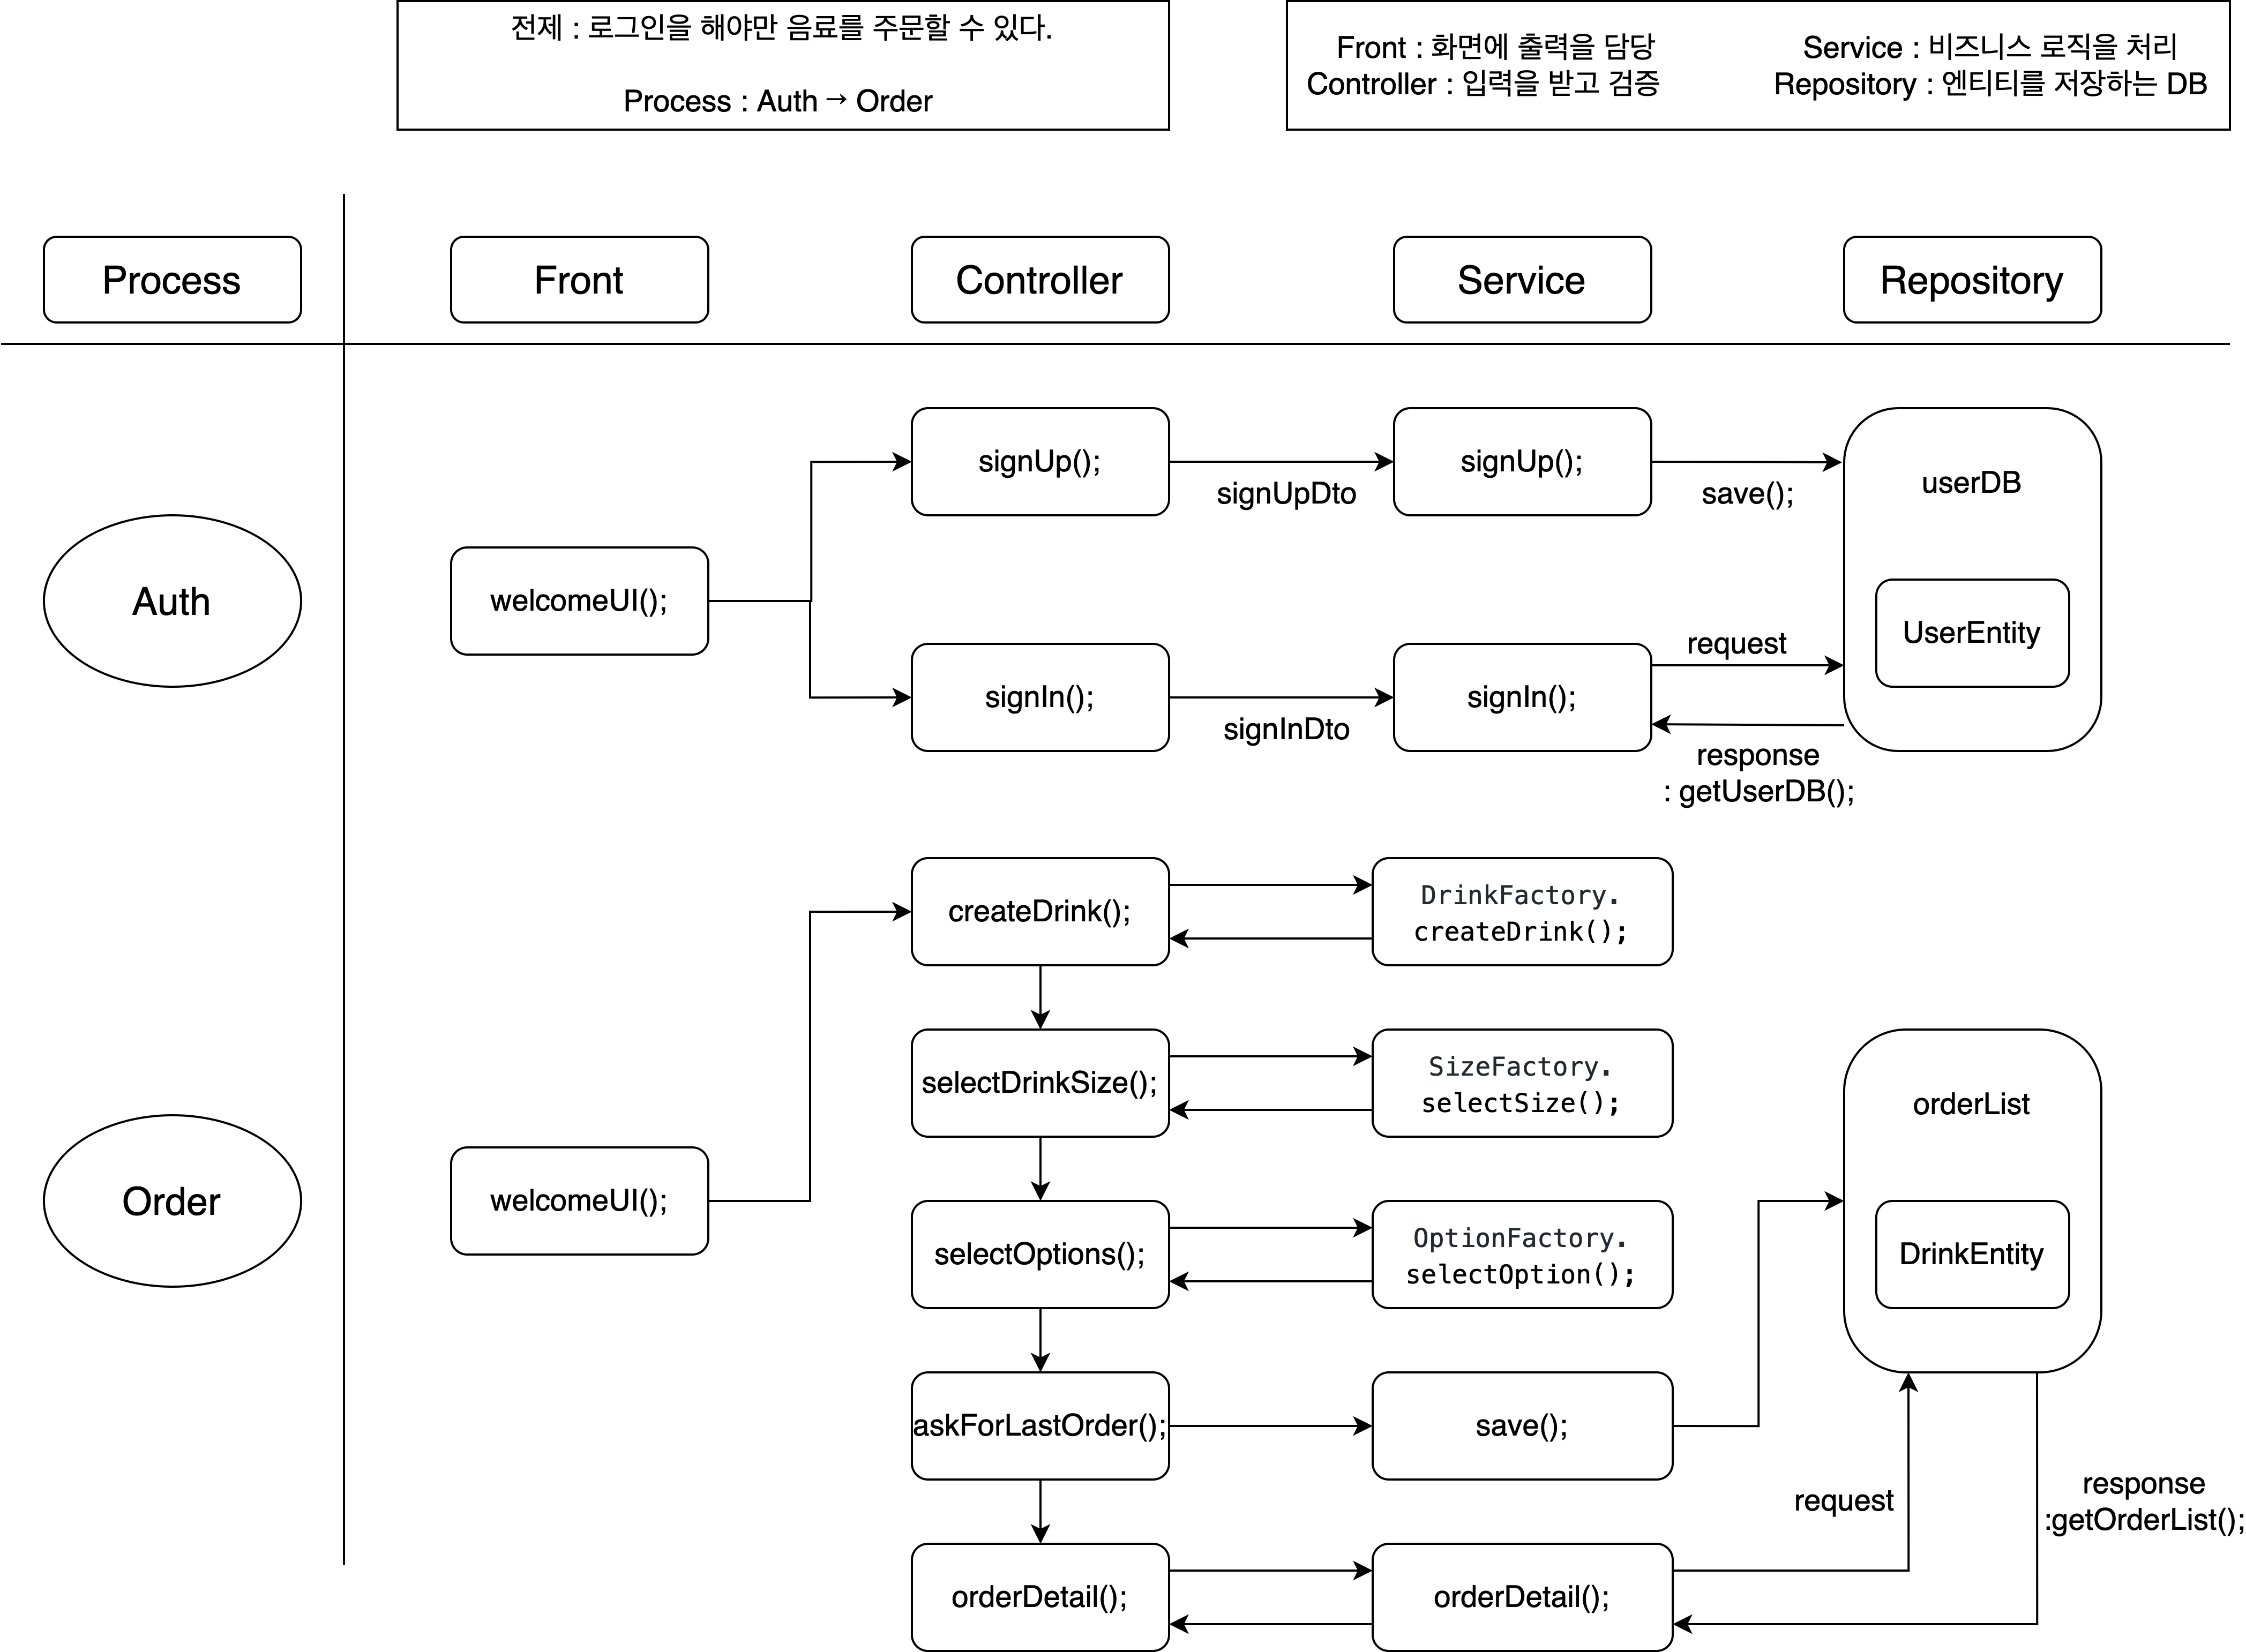 전제 : 로그인을 해야만 음료를 주문할 수 있다.
Process : Auth → Order
Front : 화면에 출력을 담당
Controller : 입력을 받고 검증
Service : 비즈니스 로직을 처리
Repository : 엔티티를 저장하는 DB
Process
Front
Controller
Service
Repository
Auth
welcomeUI();
signUp();
signUpDto
signUp();
save();
userDB
UserEntity
signIn();
signInDto
signIn();
request
response
: getUserDB();
Order
welcomeUI();
createDrink();
DrinkFactory.
createDrink();
selectDrinkSize();
SizeFactory.
selectSize();
selectOptions();
OptionFactory.
selectOption();
orderList
DrinkEntity
askForLastOrder();
save();
request
response
:getOrderList();
orderDetail();
orderDetail();